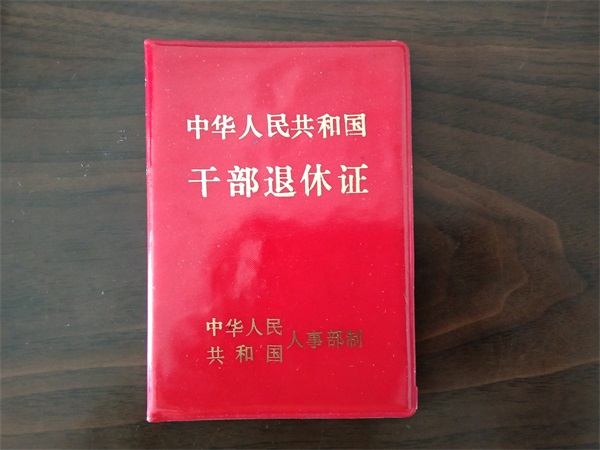 中华人民共和国
干部退休证
中华人民
共和国
人事部制